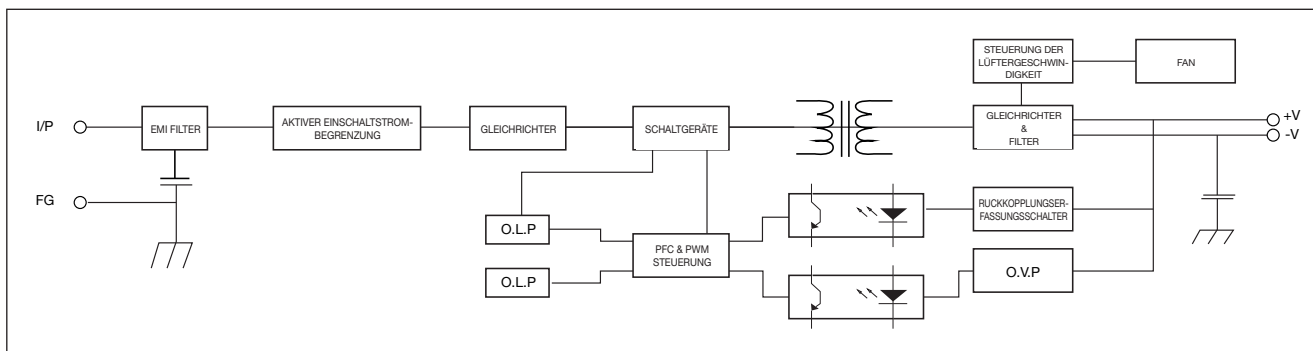 STEUERUNG DER
LÜFTERGESCHWIN-
DIGKEIT
FAN
I/P
EMI FILTER
AKTIVER EINSCHALTSTROM-
BEGRENZUNG
GLEICHRICHTER
SCHALTGERÄTE
GLEICHRICHTER
&
FILTER
+V
-V
FG
O.L.P
O.L.P
PFC & PWM
STEUERUNG
RUCKKOPPLUNGSER-
FASSUNGSSCHALTER
O.V.P